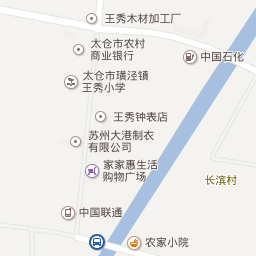 王秀木材加工厂
太仓市农村
商业银行
中国石化
太仓市璜泾镇
王秀小学
王秀钟表店
苏州大港制衣
有限公司
家家惠生活
购物广场
长滨村
中国联通
农家小院